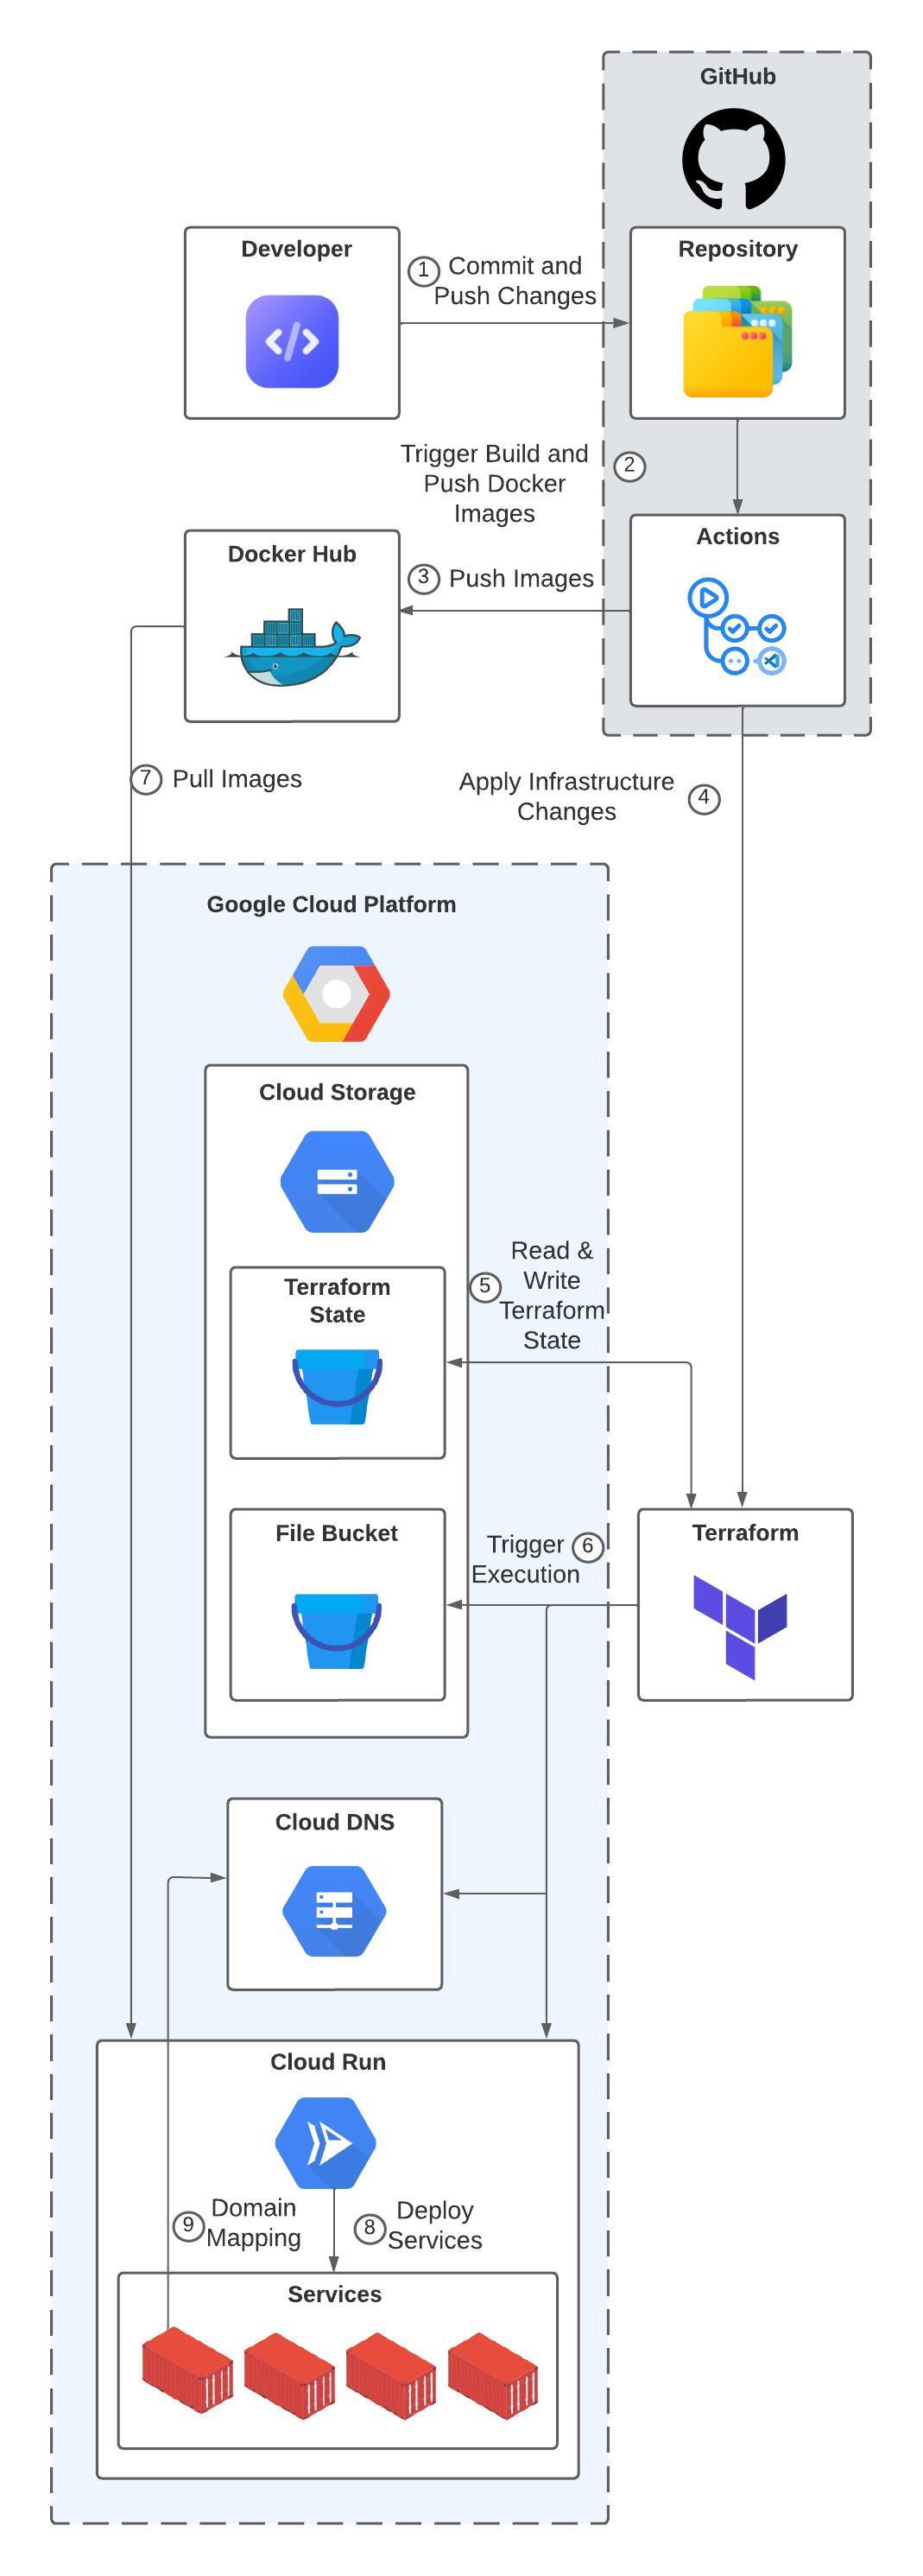 GitHub
Developer
Repository
1
Commit and
Push Changes
Trigger Build and
Push Docker
Images
2
Actions
Docker Hub
3
Push Images
7
Pull Images
Apply Infrastructure
Changes
4
Google Cloud Platform
Cloud Storage
Terraform
State
5
Read &
Write
Terraform
State
File Bucket
Trigger
Execution
6
Terraform
Cloud DNS
Cloud Run
9
Domain
Mapping
8
Deploy
Services
Services